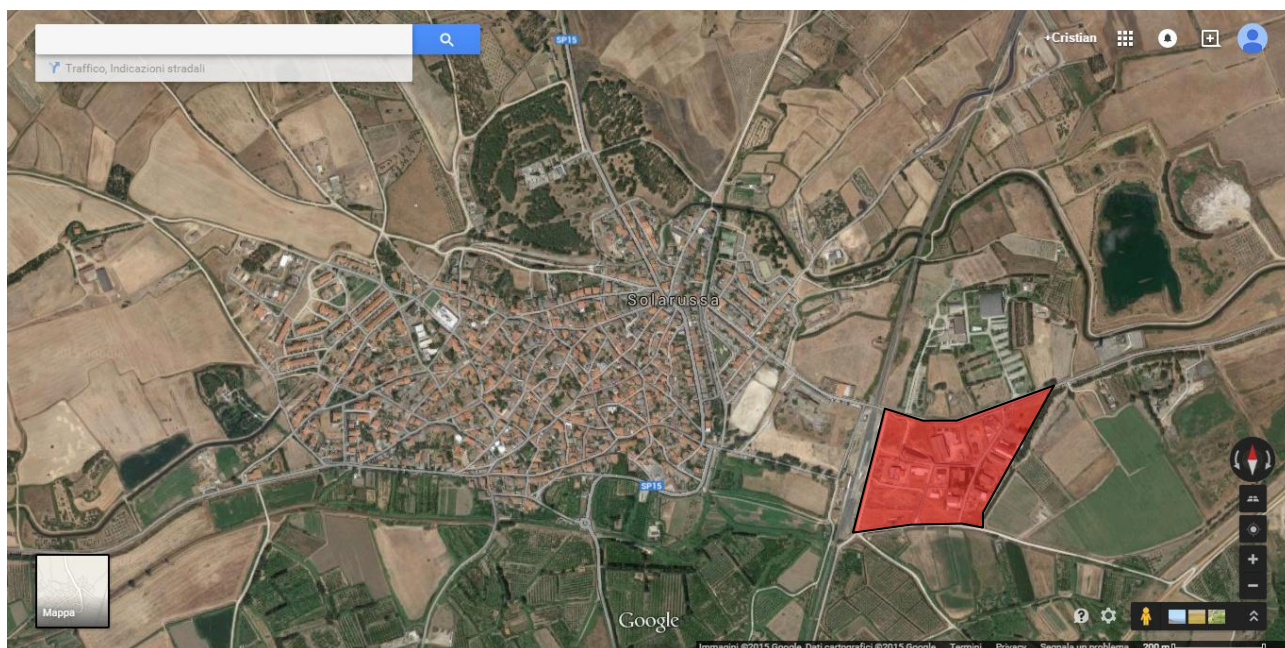 SP15
+Cristian
Traffico, Indicazioni stradali
Solarussa
SP15
Mappa
Google
Immagini ©2015 Google, Dati cartografici ©2015 Google Termini Privacy Segnala un problema 200 m